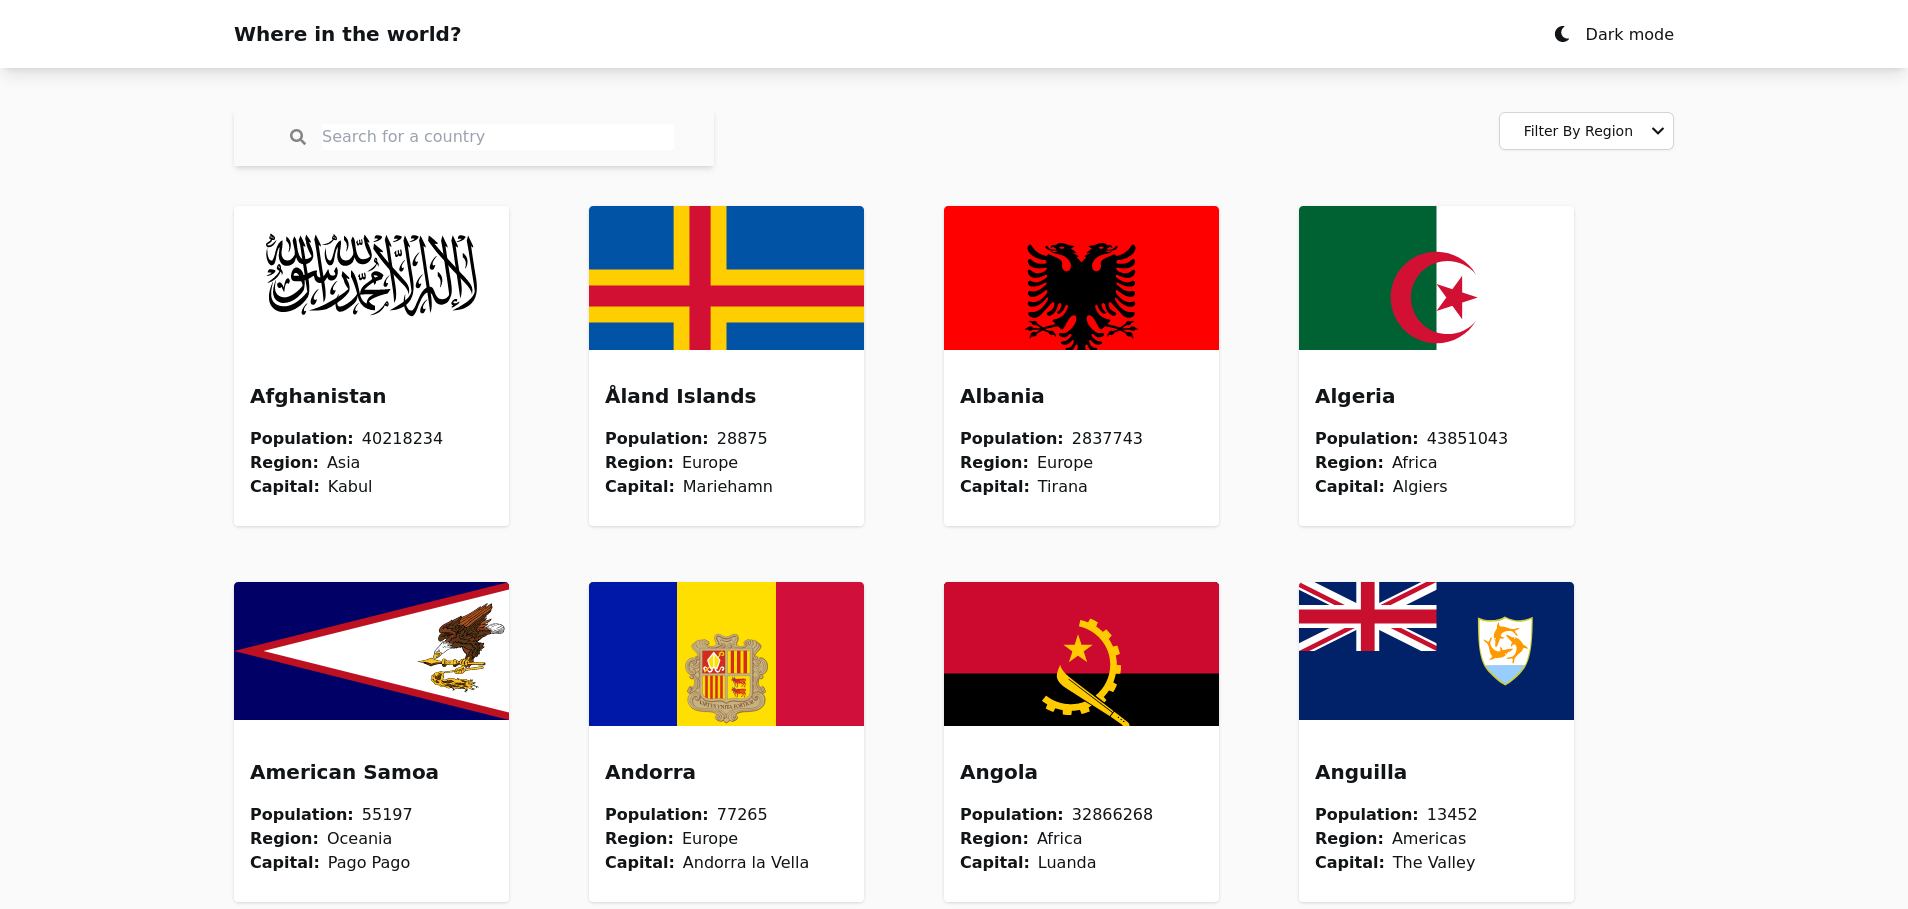 Where in the world?
Dark mode
Search for a country
Filter By Region
لا إله إلا الله محمد رسول الله
Afghanistan
Population: 40218234
Region: Asia
Capital: Kabul
Åland Islands
Population: 28875
Region: Europe
Capital: Mariehamn
Albania
Population: 2837743
Region: Europe
Capital: Tirana
Algeria
Population: 43851043
Region: Africa
Capital: Algiers
American Samoa
Population: 55197
Region: Oceania
Capital: Pago Pago
VIRTVS VNITA FORTIOR
Andorra
Population: 77265
Region: Europe
Capital: Andorra la Vella
Angola
Population: 32866268
Region: Africa
Capital: Luanda
Anguilla
Population: 13452
Region: Americas
Capital: The Valley